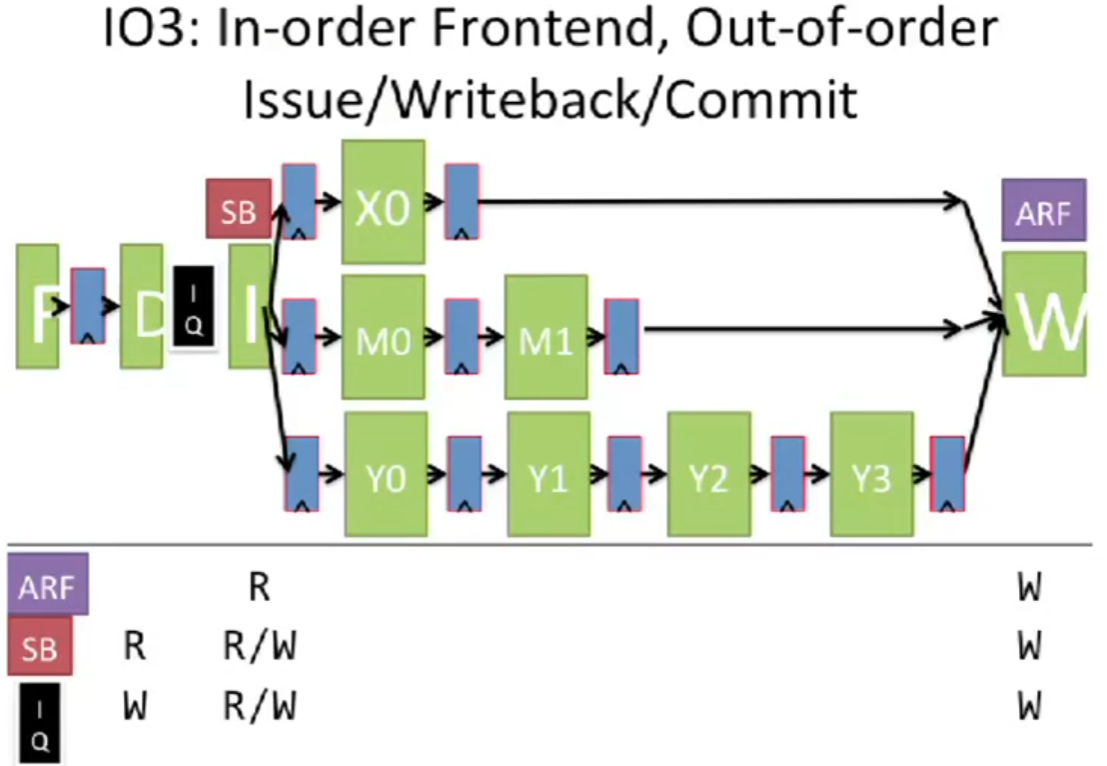 IO3: In-order Frontend, Out-of-order
Issue/Writeback/Commit
SB
X0
ARF
F
D
I
Q
I
M0
M1
W
Y0
Y1
Y2
Y3
ARF R W
SB R R/W W
I
Q
W R/W W